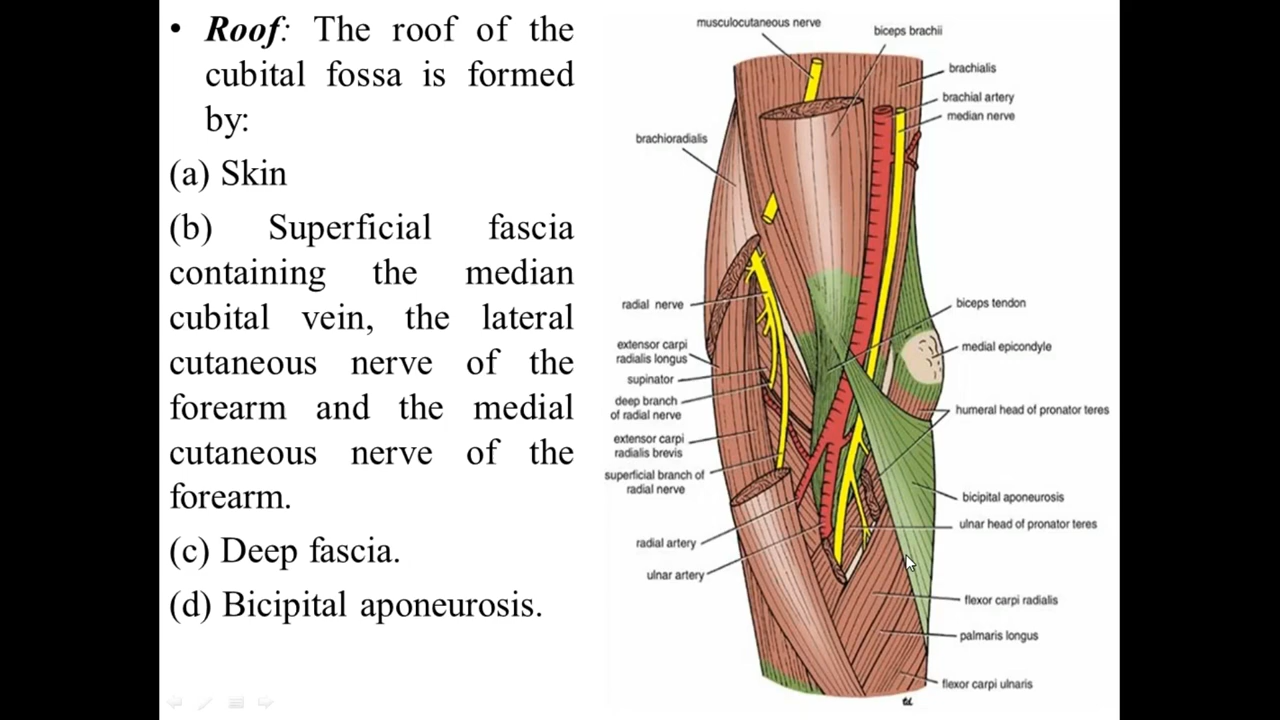 • Roof: The roof of the
cubital fossa is formed
by:
(a) Skin
(b) Superficial fascia
containing the median
cubital vein, the lateral
cutaneous nerve of the
forearm and the medial
cutaneous nerve of the
forearm.
(c) Deep fascia.
(d) Bicipital aponeurosis.
musculocutaneous nerve
biceps brachii
brachialis
brachial artery
median nerve
brachioradialis
radial nerve
biceps tendon
extensor carpi
radialis longus
medial epicondyle
supinator
deep branch
of radial nerve
humeral head of pronator teres
extensor carpi
radialis brevis
superficial branch of
radial nerve
bicipital aponeurosis
ulnar head of pronator teres
radial artery
ulnar artery
flexor carpi radialis
palmaris longus
flexor carpi ulnaris